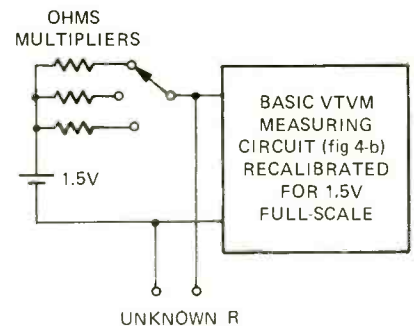 OHMS
MULTIPLIERS
1.5V
BASIC VTVM
MEASURING
CIRCUIT (fig 4-b)
RECALIBRATED
FOR 1.5V
FULL-SCALE
UNKNOWN R